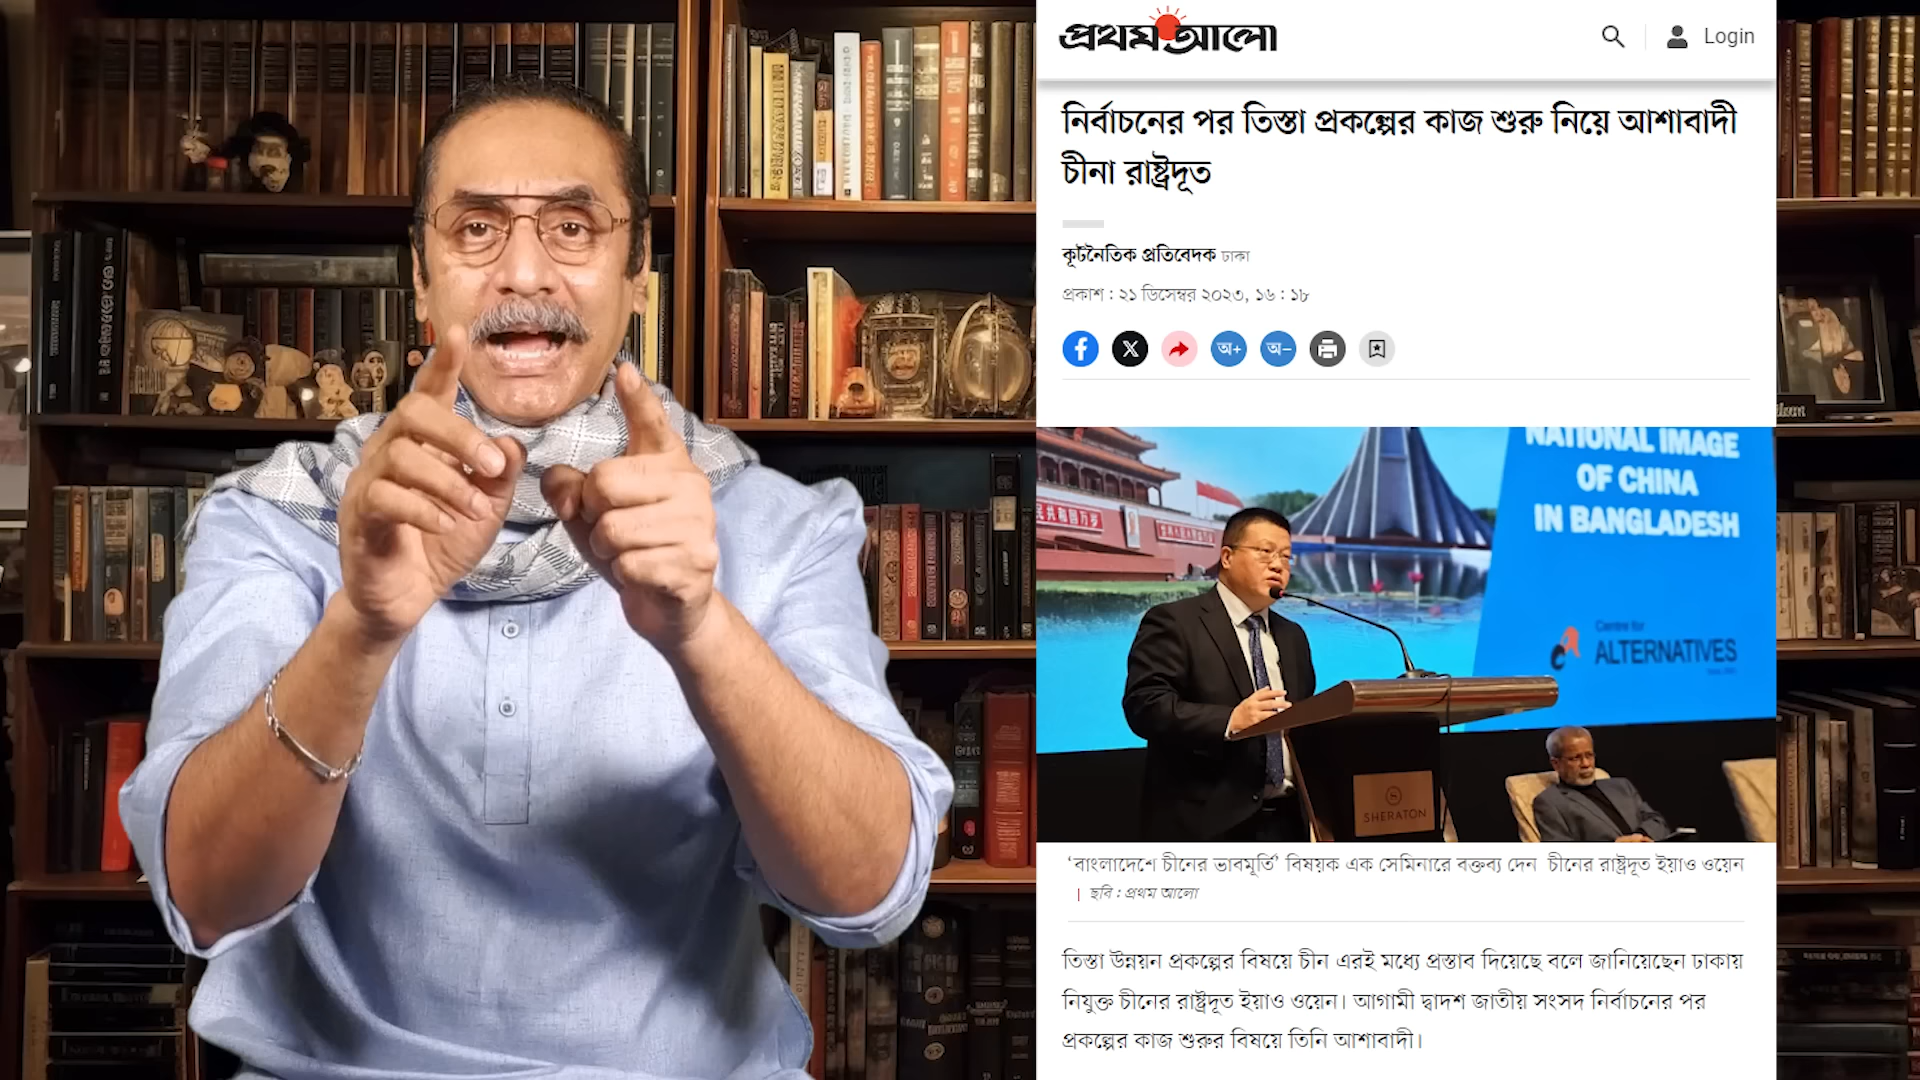 প্রথম আলো
Login
নির্বাচনের পর তিস্তা প্রকল্পের কাজ শুরু নিয়ে আশাবাদী
চীনা রাষ্ট্রদূত
কূটনৈতিক প্রতিবেদক ঢাকা
প্রকাশ : ২১ ডিসেম্বর ২০২৩, ১৬ : ১৮
অ+ অ–
NATIONAL IMAGE
OF CHINA
IN BANGLADESH
Centre for
ALTERNATIVES
SHERATON
‘বাংলাদেশে চীনের ভাবমূর্তি’ বিষয়ক এক সেমিনারে বক্তব্য দেন চীনের রাষ্ট্রদূত ইয়াও ওয়েন
| ছবি : প্রথম আলো
তিস্তা উন্নয়ন প্রকল্পের বিষয়ে চীন এরই মধ্যে প্রস্তাব দিয়েছে বলে জানিয়েছেন ঢাকায়
নিযুক্ত চীনের রাষ্ট্রদূত ইয়াও ওয়েন। আগামী দ্বাদশ জাতীয় সংসদ নির্বাচনের পর
প্রকল্পের কাজ শুরুর বিষয়ে তিনি আশাবাদী।